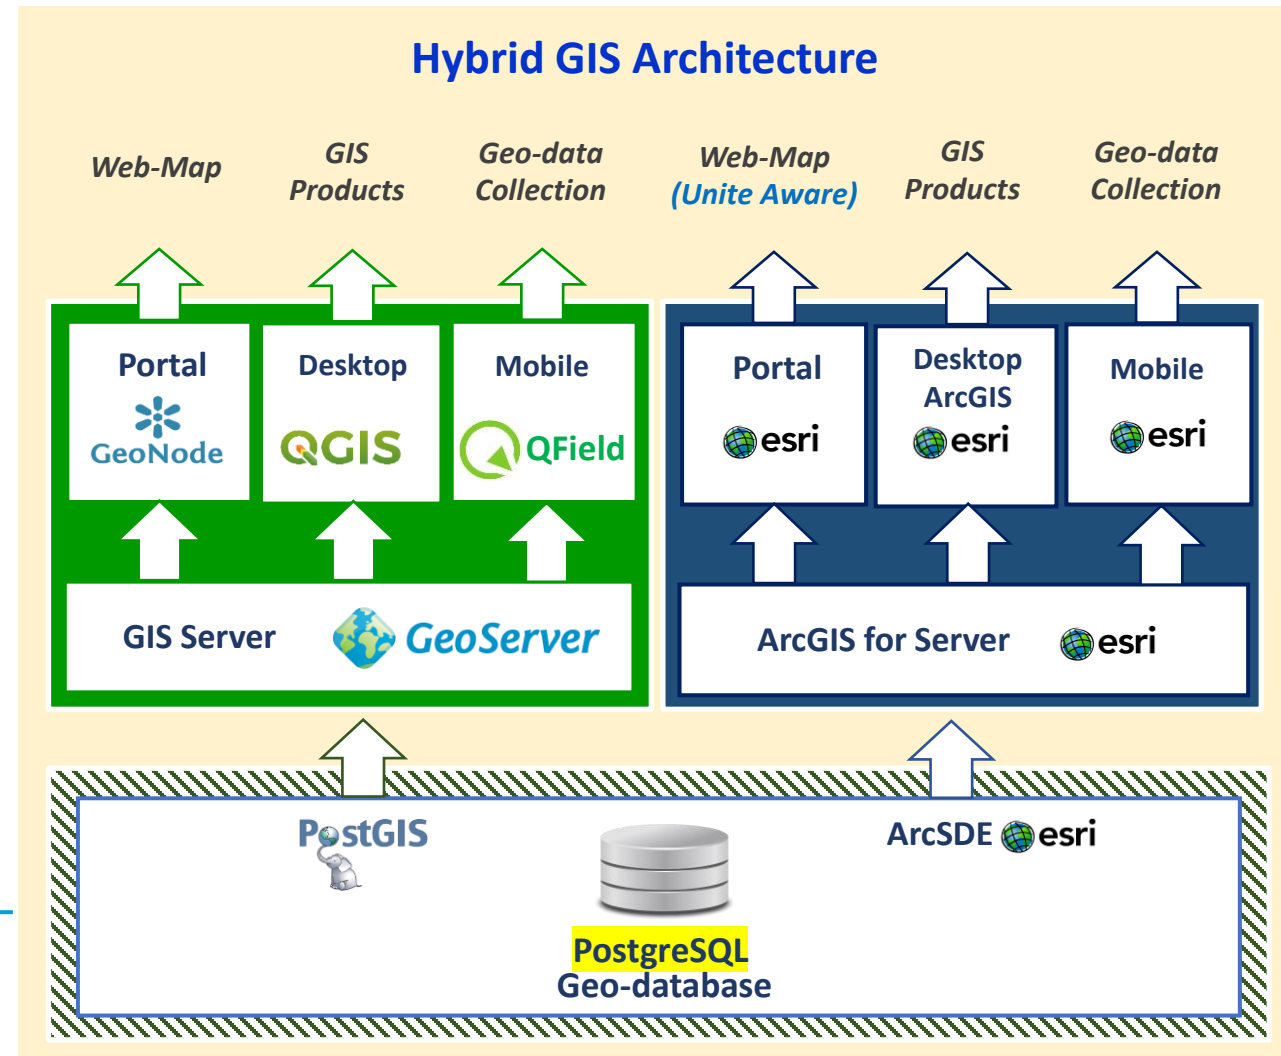 Hybrid GIS Architecture
Web-Map
GIS
Products
Geo-data
Collection
Web-Map
(Unite Aware)
GIS
Products
Geo-data
Collection
Portal
GeoNode
Desktop
QGIS
Mobile
QField
Portal
esri
Desktop
ArcGIS
esri
Mobile
esri
GIS Server
GeoServer
ArcGIS for Server
esri
PostGIS
ArcSDE esri
PostgreSQL
Geo-database